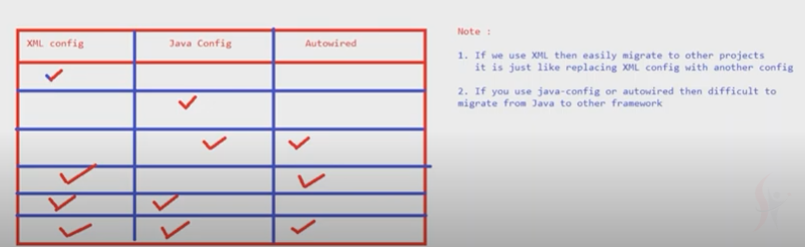 XML config
Java Config
Autowired
Note :
1. If we use XML then easily migrate to other projects
it is just like replacing XML config with another config
2. If you use java-config or autowired then difficult to
migrate from Java to other framework